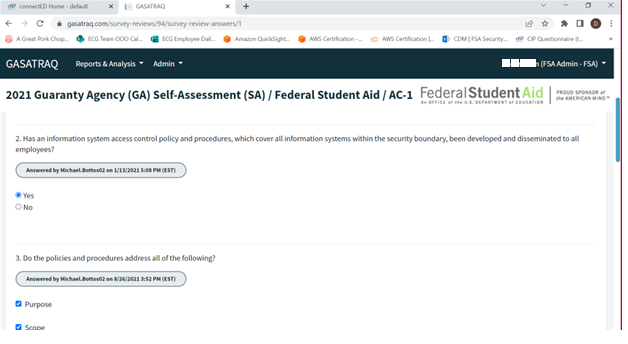 connectED Home - default
GASATRAQ
gasatraq.com/survey-reviews/94/survey-review-answers/1
A Great Pork Chop...
ECG Team OOO Cal...
ECG Employee Dail...
Amazon QuickSight...
AWS Certification -...
AWS Certification |...
CDM | FSA Security...
CIP Questionnaire (I...
D
GASATRAQ
Reports & Analysis
Admin
n (FSA Admin - FSA)
2021 Guaranty Agency (GA) Self-Assessment (SA) / Federal Student Aid / AC-1
Federal Student Aid
An OFFICE of the U.S. DEPARTMENT of EDUCATION
PROUD SPONSOR of
the AMERICAN MIND™
2. Has an information system access control policy and procedures, which cover all information systems within the security boundary, been developed and disseminated to all
employees?
Answered by Michael.Bottos02 on 1/13/2021 5:08 PM (EST)
Yes
No
3. Do the policies and procedures address all of the following?
Answered by Michael.Bottos02 on 8/26/2021 3:52 PM (EST)
Purpose
Scope